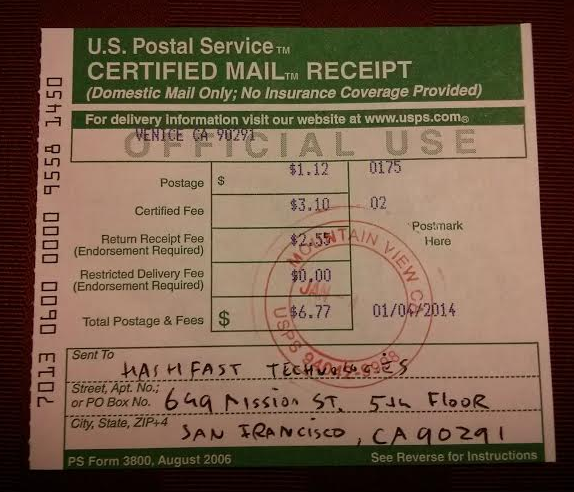 U.S. Postal Service TM
CERTIFIED MAIL TM RECEIPT
(Domestic Mail Only; No Insurance Coverage Provided)
For delivery information visit our website at www.usps.com®
VENICE CA 90291
OFFICIAL USE
Postage $ $1.12 0175
Certified Fee $3.10 02
Return Receipt Fee
(Endorsement Required) $2.55
Postmark
Here
Restricted Delivery Fee
(Endorsement Required) $0.00
Total Postage & Fees $ $6.77 01/04/2014
MOUNTAIN VIEW CA
JAN
USPS
Sent To
HASHFAST TECHNOLOGIES
Street, Apt. No.;
or PO Box No. 649 Mission ST. 5th Floor
City, State, ZIP+4
SAN FRANCISCO, CA 90291
PS Form 3800, August 2006 See Reverse for Instructions
7013 0600 0000 9558 1450